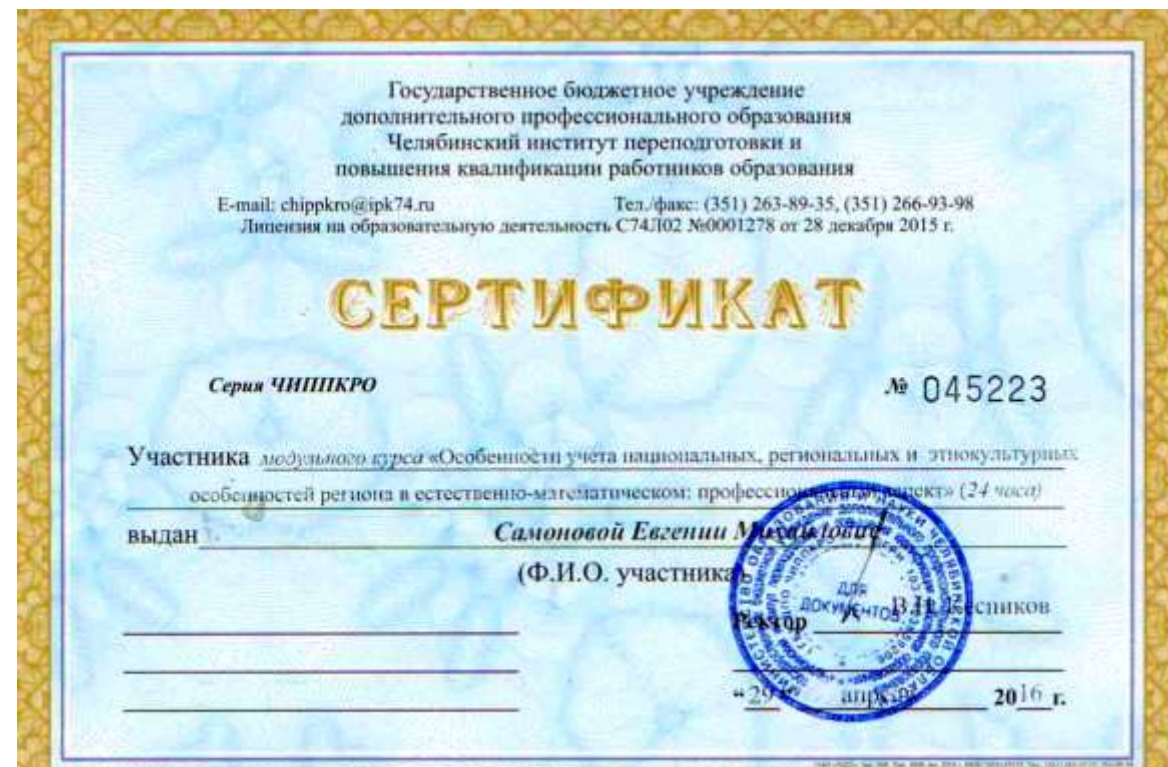 Государственное бюджетное учреждение
дополнительного профессионального образования
Челябинский институт переподготовки и
повышения квалификации работников образования
E-mail: chippkro@ipk74.ru Тел./факс: (351) 263-89-35, (351) 266-93-98
Лицензия на образовательную деятельность С74Л02 №0001278 от 28 декабря 2015 г.
СЕРТИФИКАТ
Серия ЧИППКРО № 045223
Участника модульного курса «Особенности учета национальных, региональных и этнокультурных
особенностей региона в естественно-математическом: профессиональный аспект» (24 часа)
выдан Самоновой Евгении Михайловне
(Ф.И.О. участника)
ДЛЯ
ДОКУМЕНТОВ
Ректор
"29" апреля 2016 г.